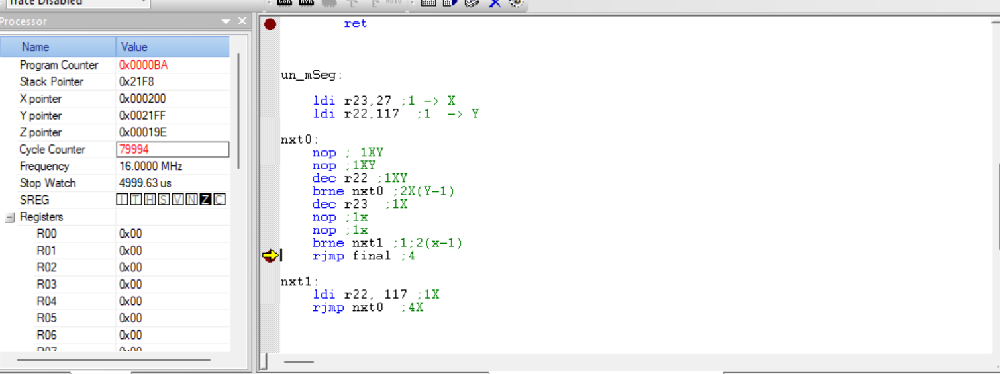 Trace Disabled
Processor
Name Value
Program Counter 0x0000BA
Stack Pointer 0x21F8
X pointer 0x000200
Y pointer 0x0021FF
Z pointer 0x00019E
Cycle Counter 79994
Frequency 16.0000 MHz
Stop Watch 4999.63 us
SREG I T H S V N Z C
Registers
R00 0x00
R01 0x00
R02 0x00
R03 0x00
R04 0x00
R05 0x00
R06 0x00
ret
un_mSeg:
ldi r23,27 ;1 -> X
ldi r22,117 ;1 -> Y
nxt0:
nop ; 1XY
nop ;1XY
dec r22 ;1XY
brne nxt0 ;2X(Y-1)
dec r23 ;1X
nop ;1x
nop ;1x
brne nxt1 ;1;2(x-1)
rjmp final ;4
nxt1:
ldi r22, 117 ;1X
rjmp nxt0 ;4X